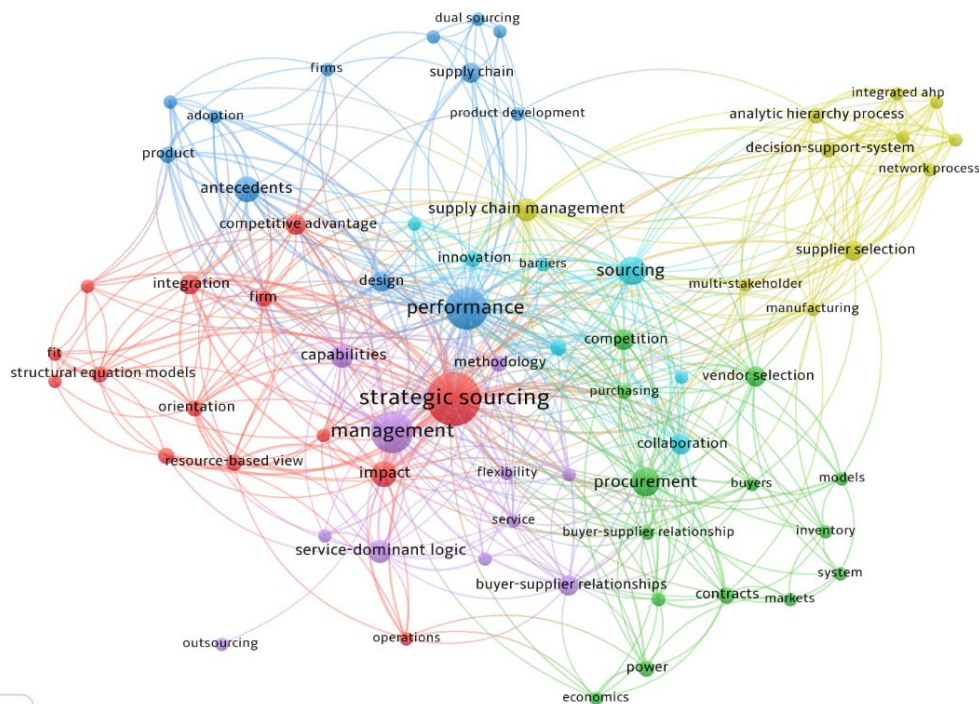 dual sourcing
firms
supply chain
integrated ahp
adoption
product development
analytic hierarchy process
product
decision-support-system
network process
antecedents
competitive advantage
supply chain management
innovation
barriers
sourcing
supplier selection
integration
firm
design
multi-stakeholder
performance
manufacturing
fit
capabilities
methodology
competition
structural equation models
vendor selection
strategic sourcing
purchasing
orientation
management
collaboration
resource-based view
impact
flexibility
procurement
buyers
models
service
buyer-supplier relationship
inventory
service-dominant logic
buyer-supplier relationships
system
contracts
markets
outsourcing
operations
power
economics